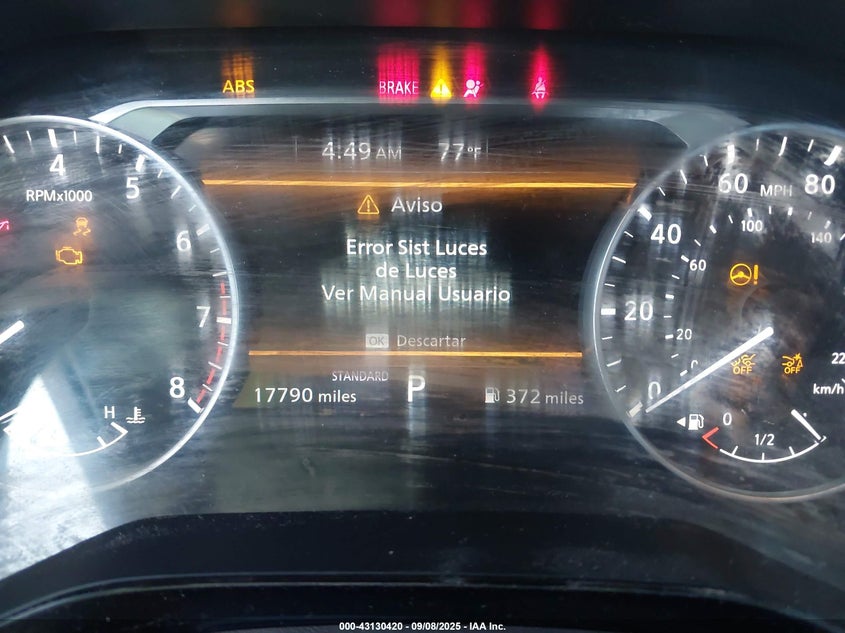 ABS
BRAKE
4:49 AM 77°F
4
5
RPMx1000
6
7
8
H
Aviso
Error Sist Luces
de Luces
Ver Manual Usuario
OK Descartar
STANDARD
17790 miles
P
372 miles
60 MPH 80
40
100
140
60
20
20
0
0
OFF
OFF
22
km/h
0
1/2
000-43130420 - 09/08/2025 - IAA Inc.